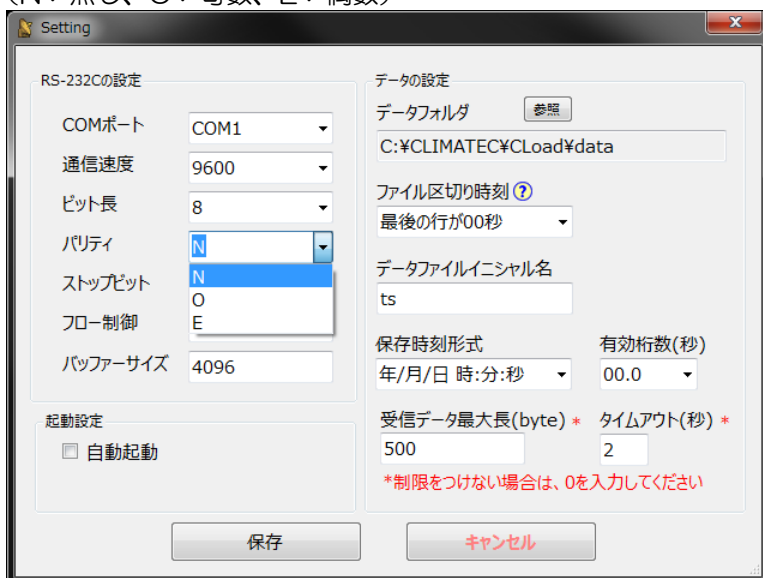 (N：無し、O：奇数、E：偶数)
Setting
RS-232Cの設定
COMポート
COM1
通信速度
9600
ビット長
8
パリティ
N
N
O
E
ストップビット
フロー制御
バッファーサイズ
4096
起動設定
自動起動
データの設定
データフォルダ
参照
C:¥CLIMATEC¥CLoad¥data
ファイル区切り時刻 ?
最後の行が00秒
データファイルイニシャル名
ts
保存時刻形式
年/月/日 時:分:秒
有効桁数(秒)
00.0
受信データ最大長(byte) *
500
タイムアウト(秒) *
2
*制限をつけない場合は、0を入力してください
保存
キャンセル